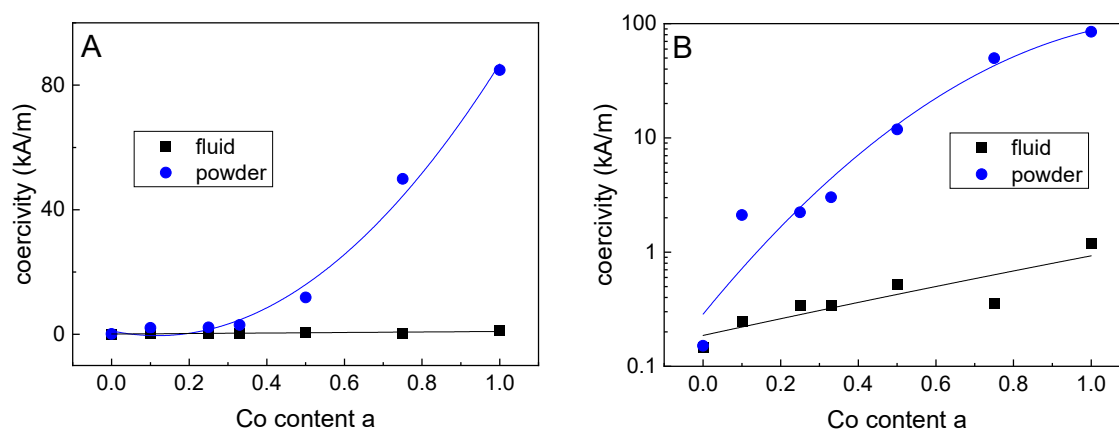 A
80
40
0
coercivity (kA/m)
fluid
powder
0.0 0.2 0.4 0.6 0.8 1.0
Co content a
B
100
10
1
0.1
coercivity (kA/m)
fluid
powder
0.0 0.2 0.4 0.6 0.8 1.0
Co content a